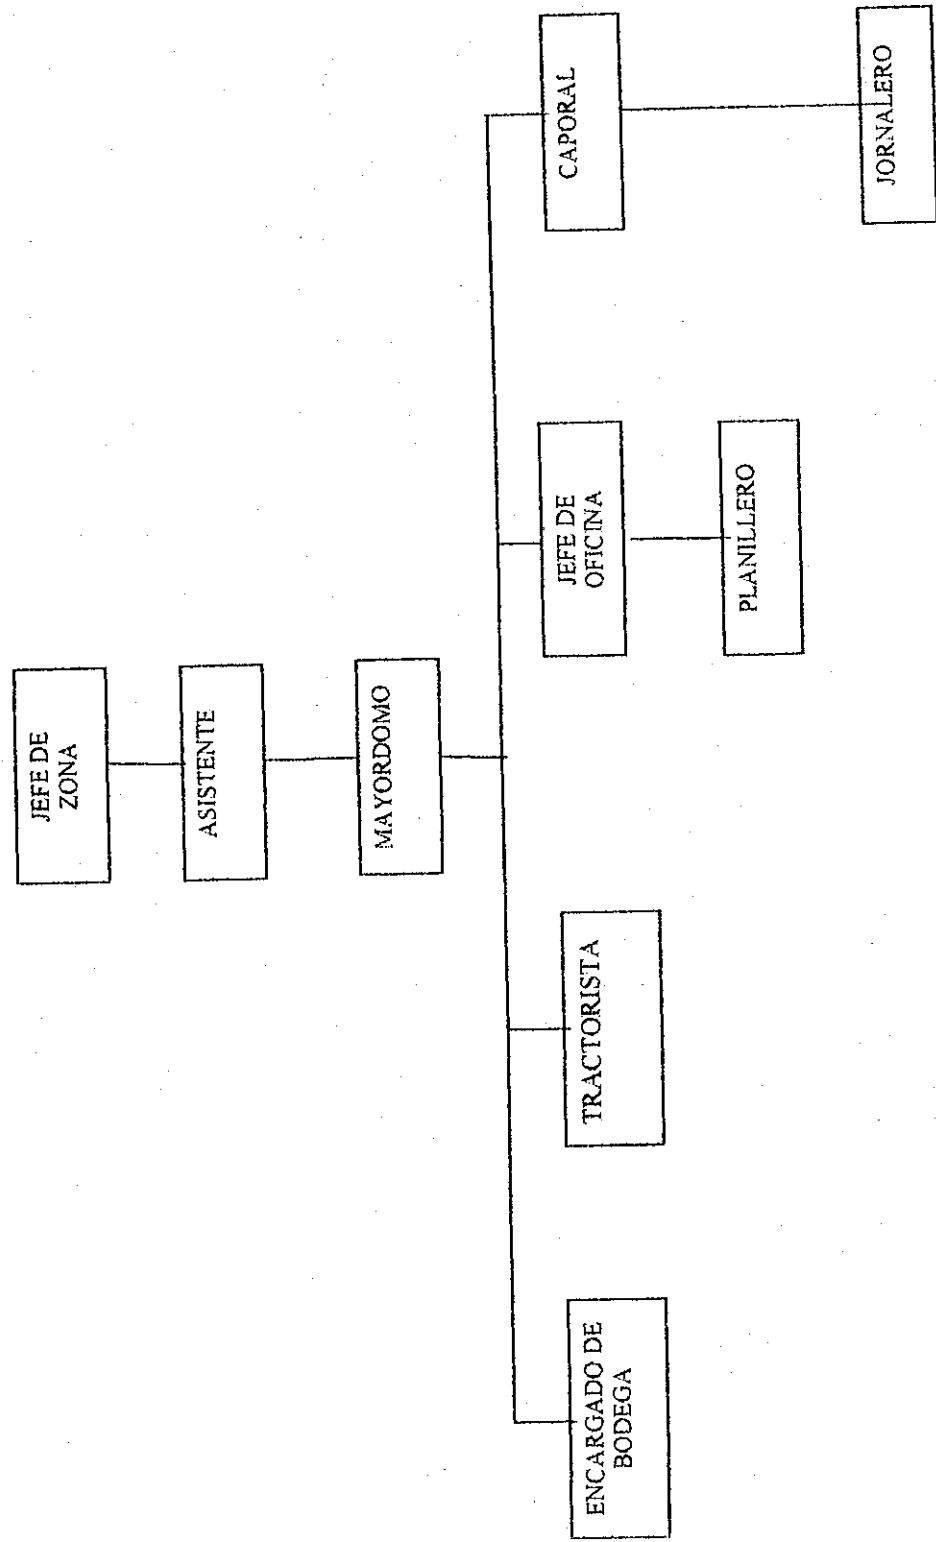 JEFE DE
ZONA
ASISTENTE
MAYORDOMO
ENCARGADO DE
BODEGA
TRACTORISTA
JEFE DE
OFICINA
CAPORAL
PLANILLERO
JORNALERO